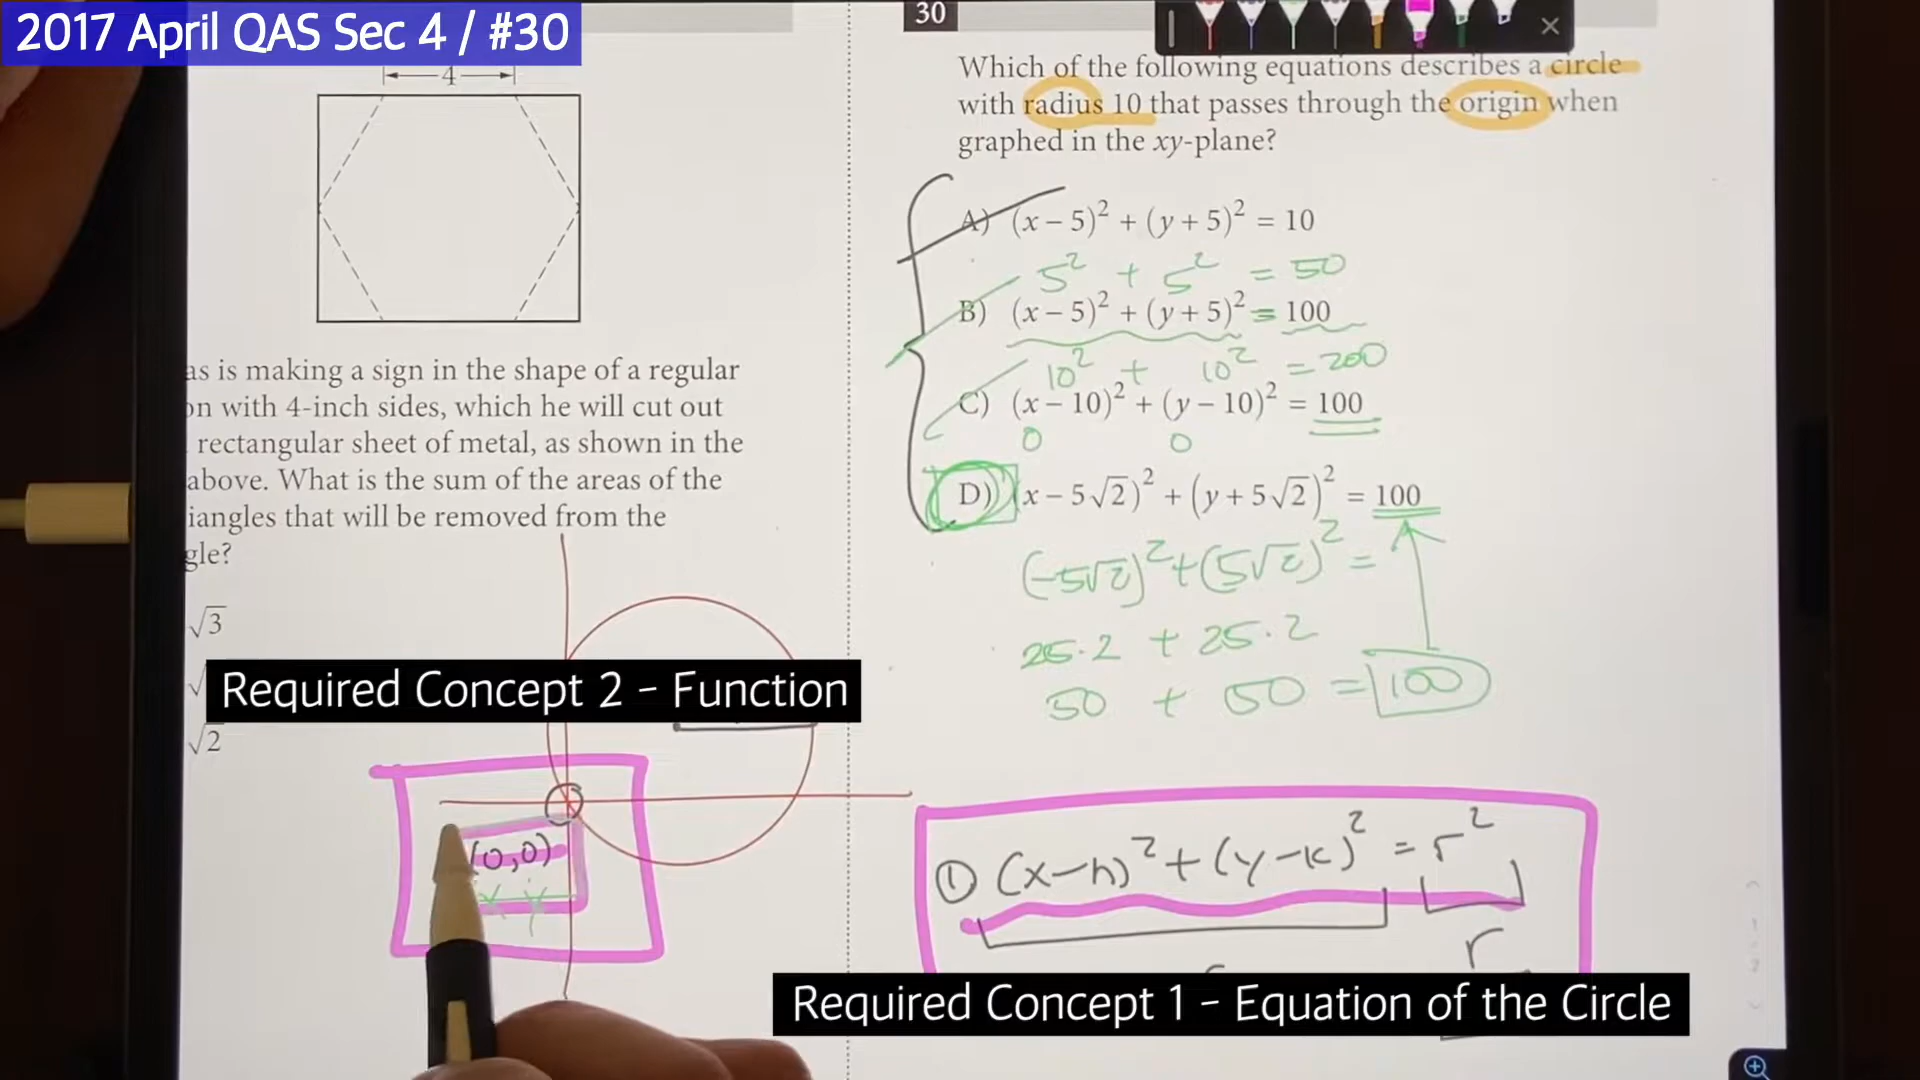 2017 April QAS Sec 4 / #30
4
as is making a sign in the shape of a regular
on with 4-inch sides, which he will cut out
rectangular sheet of metal, as shown in the
above. What is the sum of the areas of the
iangles that will be removed from the
gle?
√3
√2
Required Concept 2 - Function
(0,0)
x y
30
Which of the following equations describes a circle
with radius 10 that passes through the origin when
graphed in the xy-plane?
A) (x – 5)² + (y + 5)² = 10
5² + 5² = 50
B) (x – 5)² + (y + 5)² = 100
10² + 10² = 200
C) (x – 10)² + (y – 10)² = 100
0 0
D) (x – 5√2)² + (y + 5√2)² = 100
(-5√2)² + (5√2)² =
25·2 + 25·2
50 + 50 = 100
① (x-h)² + (y-k)² = r²
r
Required Concept 1 - Equation of the Circle